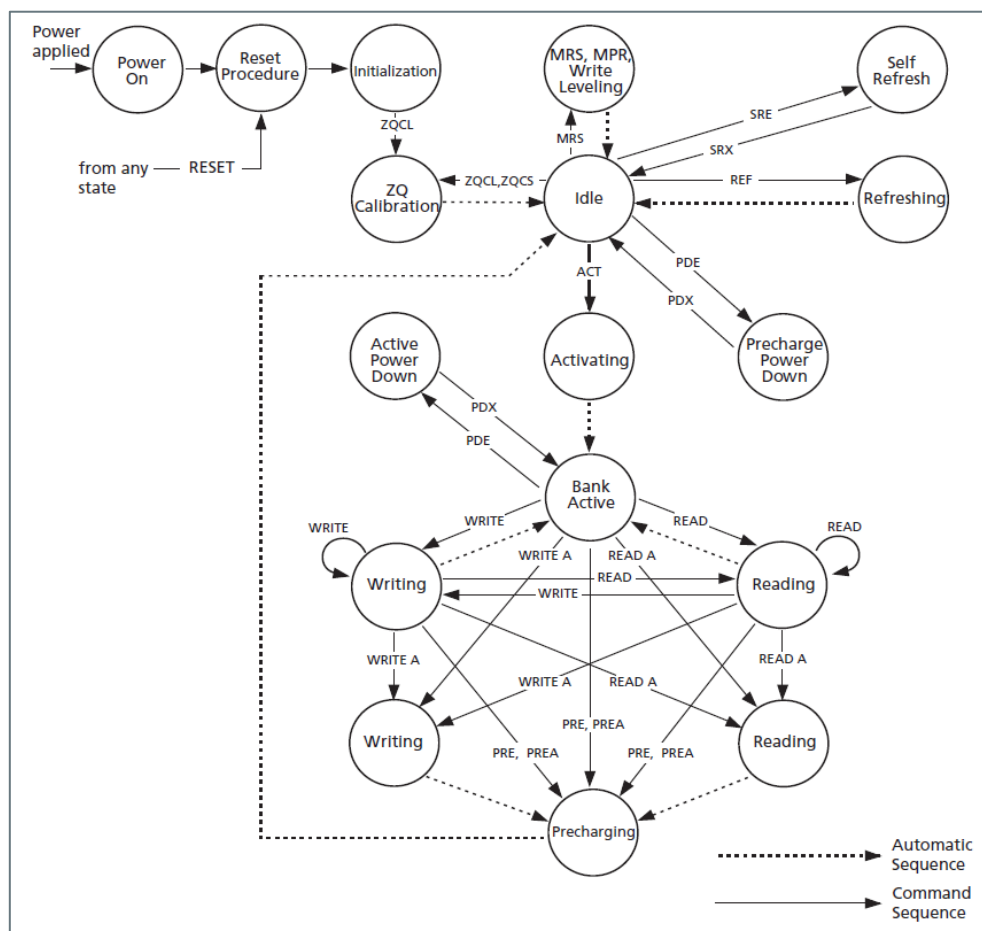 Power
applied
Power
On
Reset
Procedure
Initialization
MRS, MPR,
Write
Leveling
Self
Refresh
ZQCL
MRS
SRE
SRX
from any
state
RESET
ZQ
Calibration
ZQCL,ZQCS
Idle
REF
Refreshing
ACT
PDE
PDX
Active
Power
Down
Activating
Precharge
Power
Down
PDX
PDE
Bank
Active
WRITE
WRITE
READ
READ
WRITE A
READ A
Writing
READ
WRITE
Reading
WRITE A
WRITE A
READ A
READ A
Writing
PRE, PREA
PRE, PREA
PRE, PREA
Reading
Precharging
Automatic
Sequence
Command
Sequence